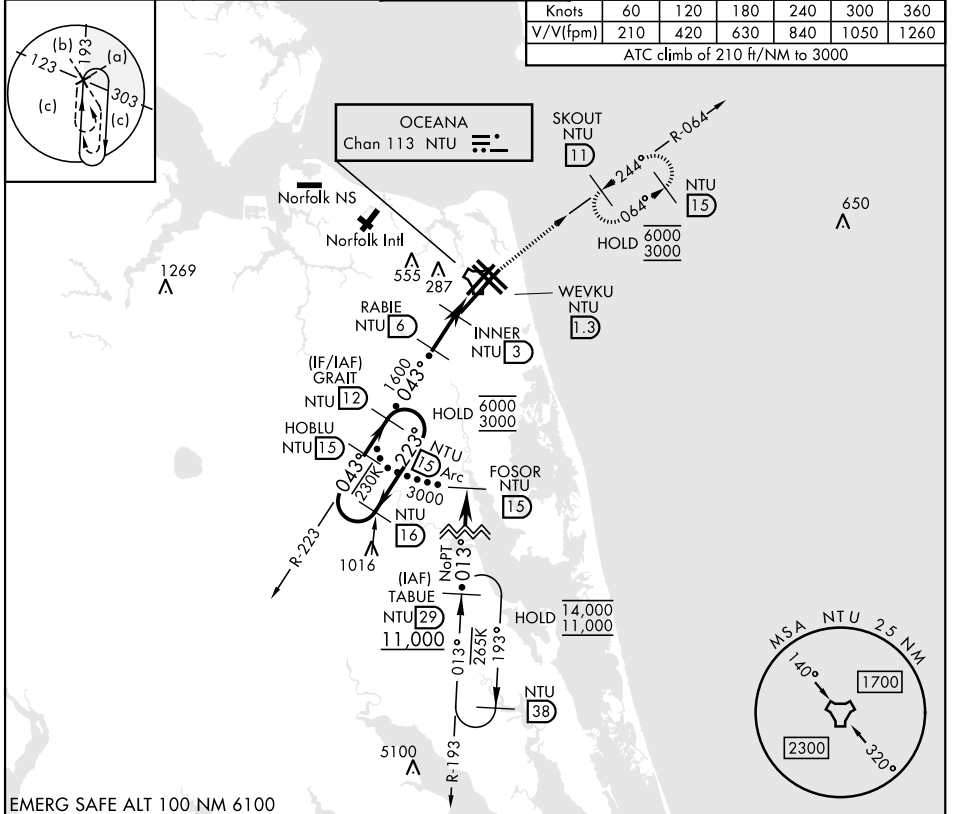 Knots 60 120 180 240 300 360
V/V(fpm) 210 420 630 840 1050 1260
ATC climb of 210 ft/NM to 3000
(b)
193
(a)
123
303
(c)
(c)
OCEANA
Chan 113 NTU
SKOUT
NTU
11
R-064
244°
064°
NTU
15
HOLD 6000
3000
650
Norfolk NS
Norfolk Intl
1269
555
287
WEVKU
NTU
1.3
RABIE
NTU 6
INNER
NTU 3
(IF/IAF)
GRAIT
NTU 12
1600
043°
HOLD 6000
3000
HOBLU
NTU 15
043°
230K
223°
NTU
15 Arc
3000
FOSOR
NTU
15
NTU
16
R-223
1016
NoPT
013°
(IAF)
TABUE
NTU 29
11,000
HOLD 14,000
11,000
013°
265K
193°
NTU
38
R-193
5100
MSA NTU 25 NM
140°
1700
2300
320°
EMERG SAFE ALT 100 NM 6100